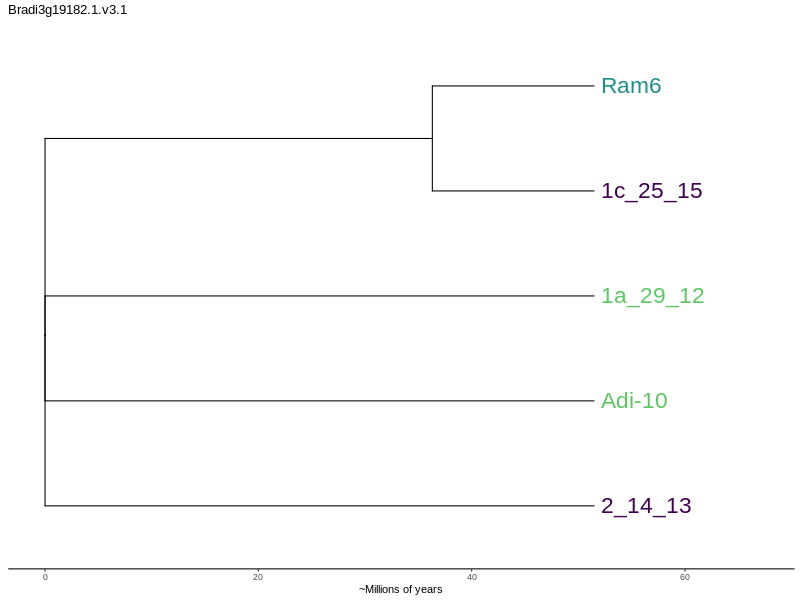 Bradi3g19182.1.v3.1
Ram6
1c_25_15
1a_29_12
Adi-10
2_14_13
0 20 40 60
~Millions of years